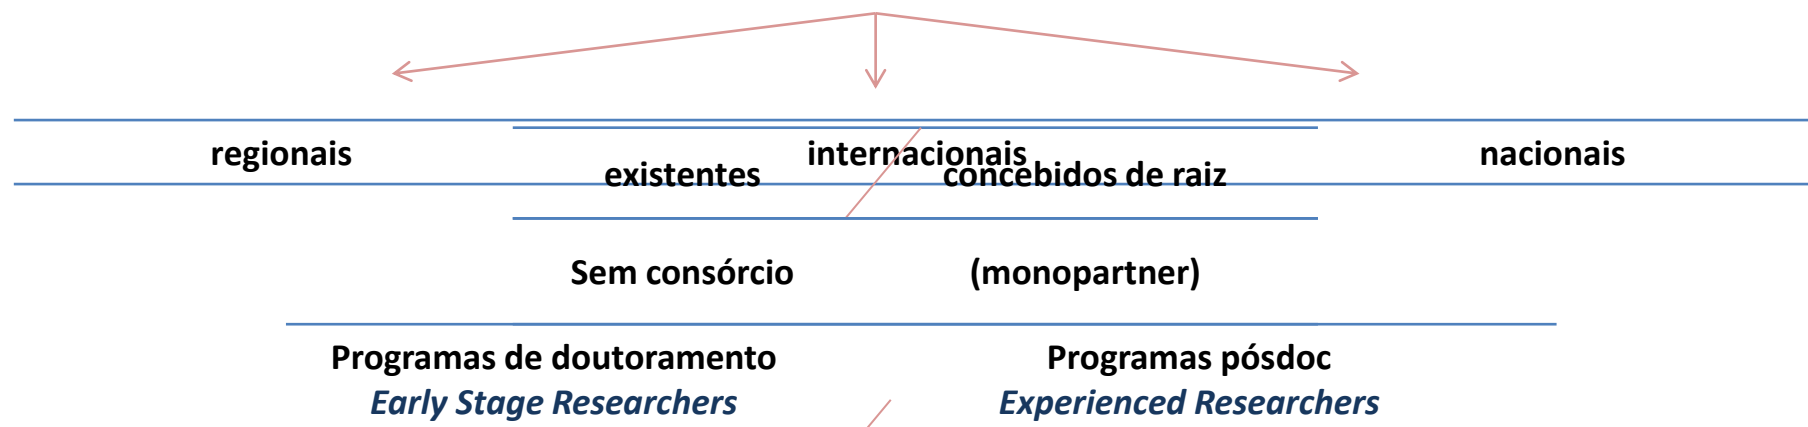 regionais internacionais nacionais
existentes concebidos de raiz
Sem consórcio (monopartner)
Programas de doutoramento Programas pósdoc
Early Stage Researchers Experienced Researchers